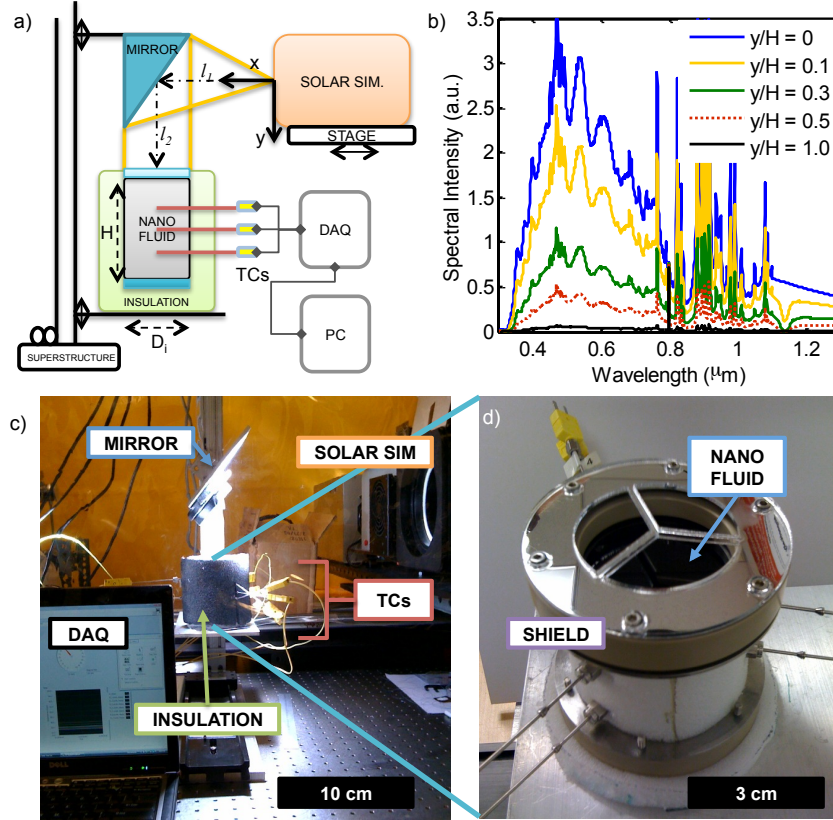 a)
MIRROR
x
l1
SOLAR SIM.
l2
y
STAGE
H
NANO
FLUID
TCs
DAQ
INSULATION
PC
Di
SUPERSTRUCTURE
b)
3.5
3
2.5
2
1.5
1
0.5
0
Spectral Intensity (a.u.)
y/H = 0
y/H = 0.1
y/H = 0.3
y/H = 0.5
y/H = 1.0
0.4
0.6
0.8
1
1.2
Wavelength (μm)
c)
MIRROR
SOLAR SIM
TCs
DAQ
INSULATION
10 cm
d)
4
NANO
FLUID
SHIELD
3 cm